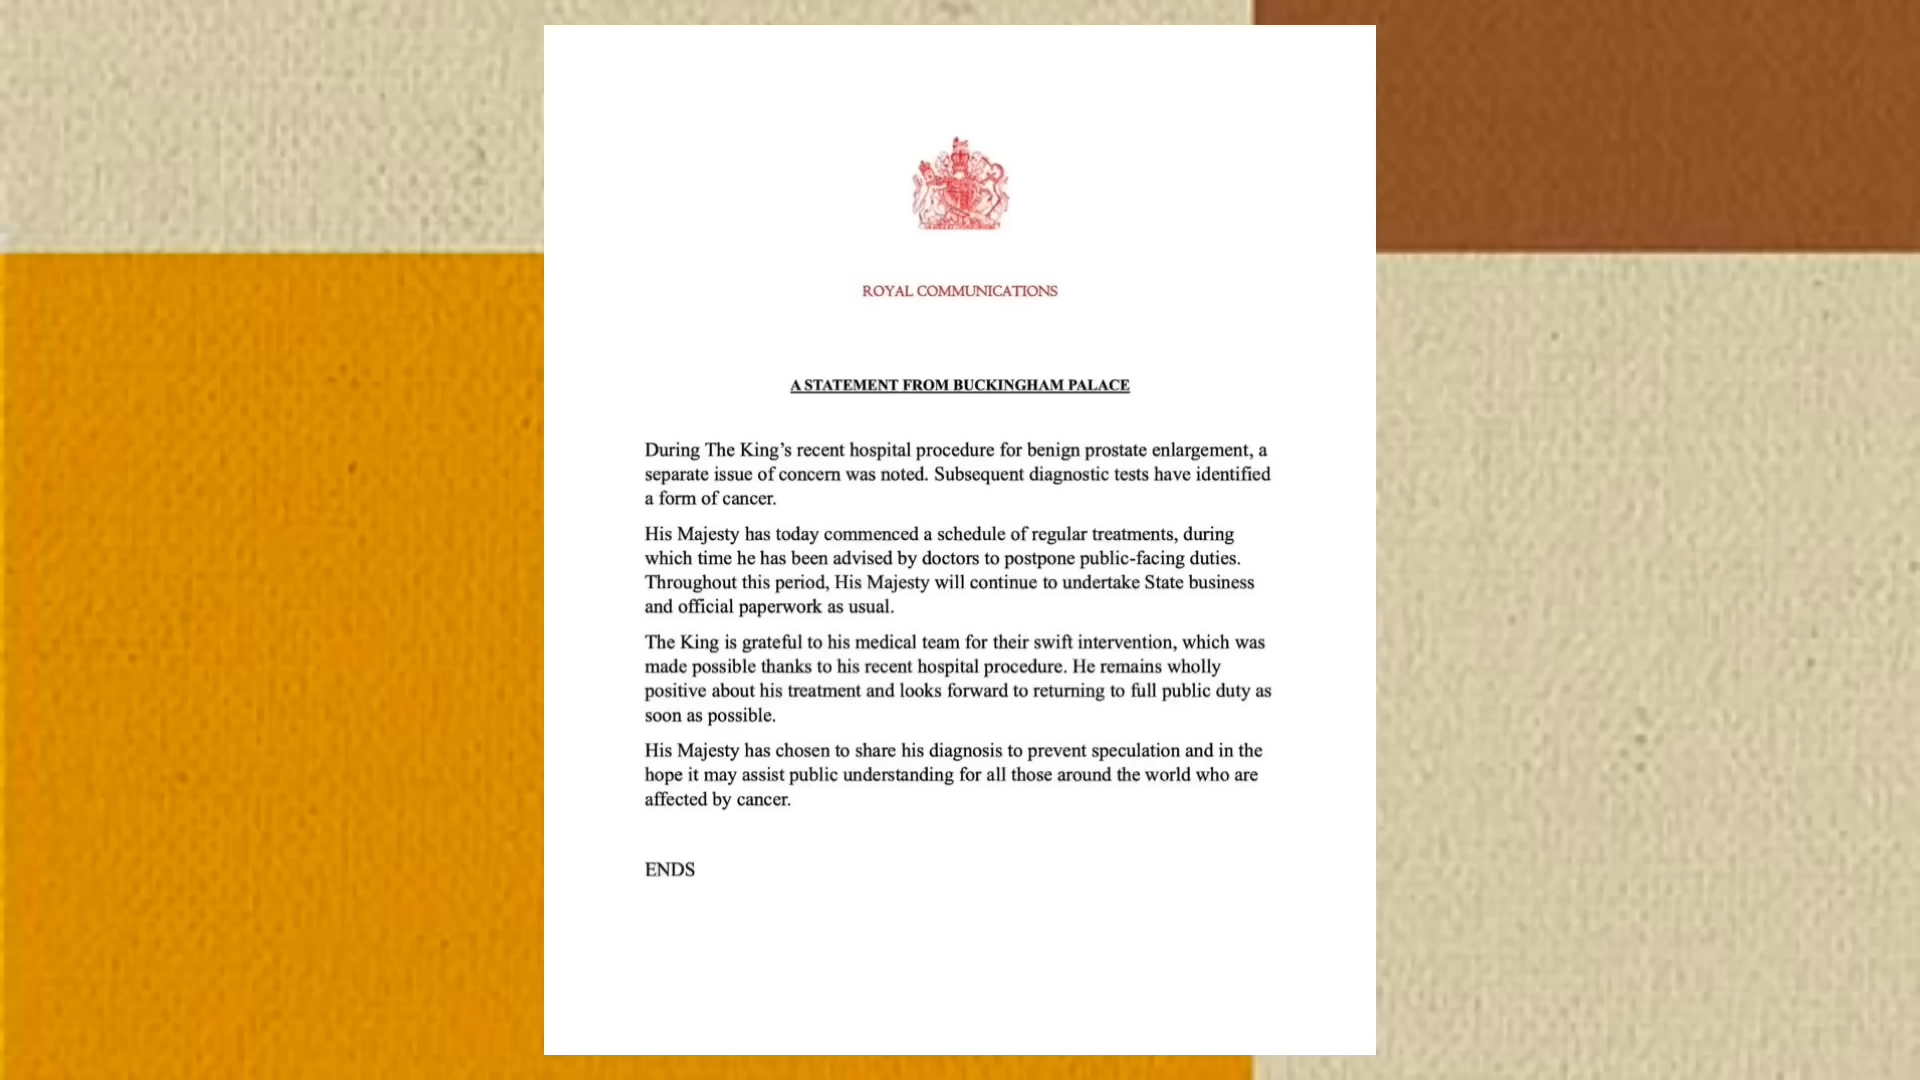 ROYAL COMMUNICATIONS
A STATEMENT FROM BUCKINGHAM PALACE
During The King’s recent hospital procedure for benign prostate enlargement, a
separate issue of concern was noted. Subsequent diagnostic tests have identified
a form of cancer.
His Majesty has today commenced a schedule of regular treatments, during
which time he has been advised by doctors to postpone public-facing duties.
Throughout this period, His Majesty will continue to undertake State business
and official paperwork as usual.
The King is grateful to his medical team for their swift intervention, which was
made possible thanks to his recent hospital procedure. He remains wholly
positive about his treatment and looks forward to returning to full public duty as
soon as possible.
His Majesty has chosen to share his diagnosis to prevent speculation and in the
hope it may assist public understanding for all those around the world who are
affected by cancer.
ENDS